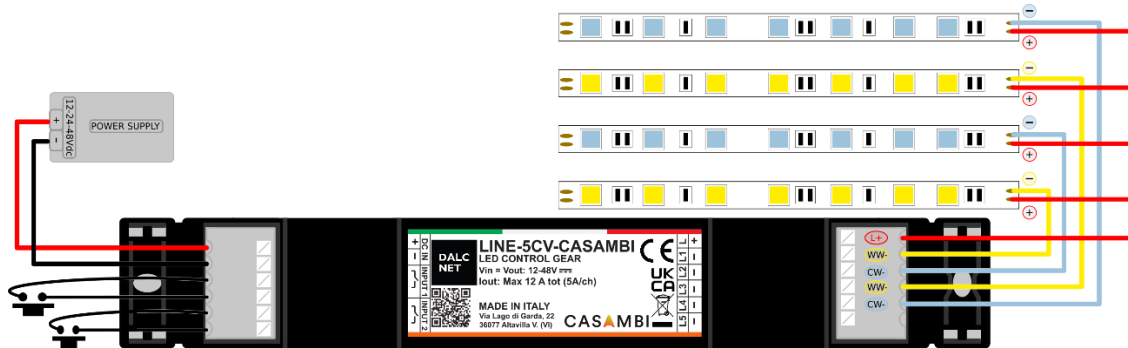 12-24-48Vdc
+
-
POWER SUPPLY
DC IN
+
-
INPUT 1
INPUT 2
DALC
NET
LINE-5CV-CASAMBI
LED CONTROL GEAR
Vin = Vout: 12-48V
Iout: Max 12 A tot (5A/ch)
MADE IN ITALY
Via Lago di Garda, 22
36077 Altavilla V. (VI)
CASAMBI
CE
UK
CA
L +
L1 -
L2 -
L3 -
L4 -
L5 -
-
+
-
+
-
+
-
+
L+
WW-
CW-
WW-
CW-